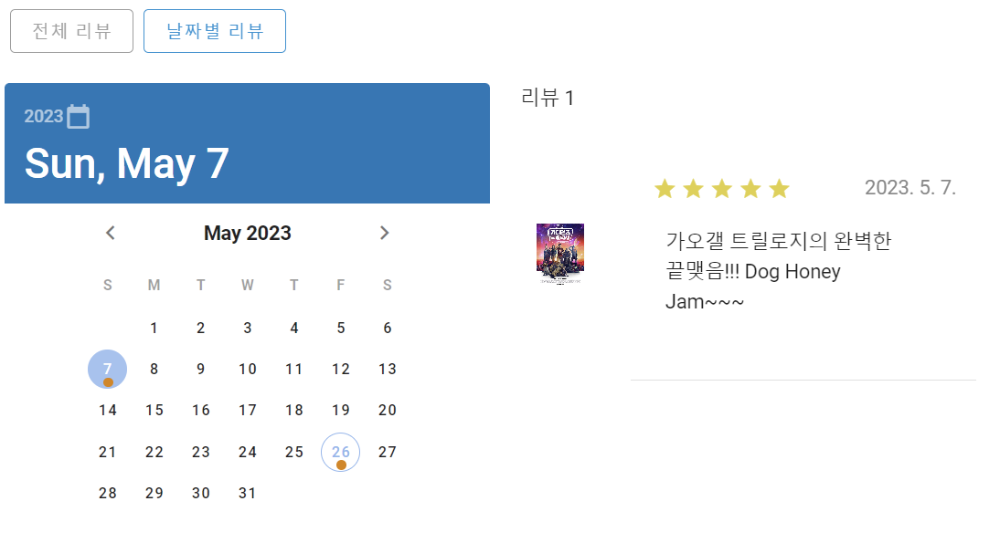 전체 리뷰 날짜별 리뷰
2023
Sun, May 7
May 2023
S M T W T F S
1 2 3 4 5 6
7 8 9 10 11 12 13
14 15 16 17 18 19 20
21 22 23 24 25 26 27
28 29 30 31
리뷰 1
2023. 5. 7.
가오갤 트릴로지의 완벽한
끝맺음!!! Dog Honey
Jam~~~